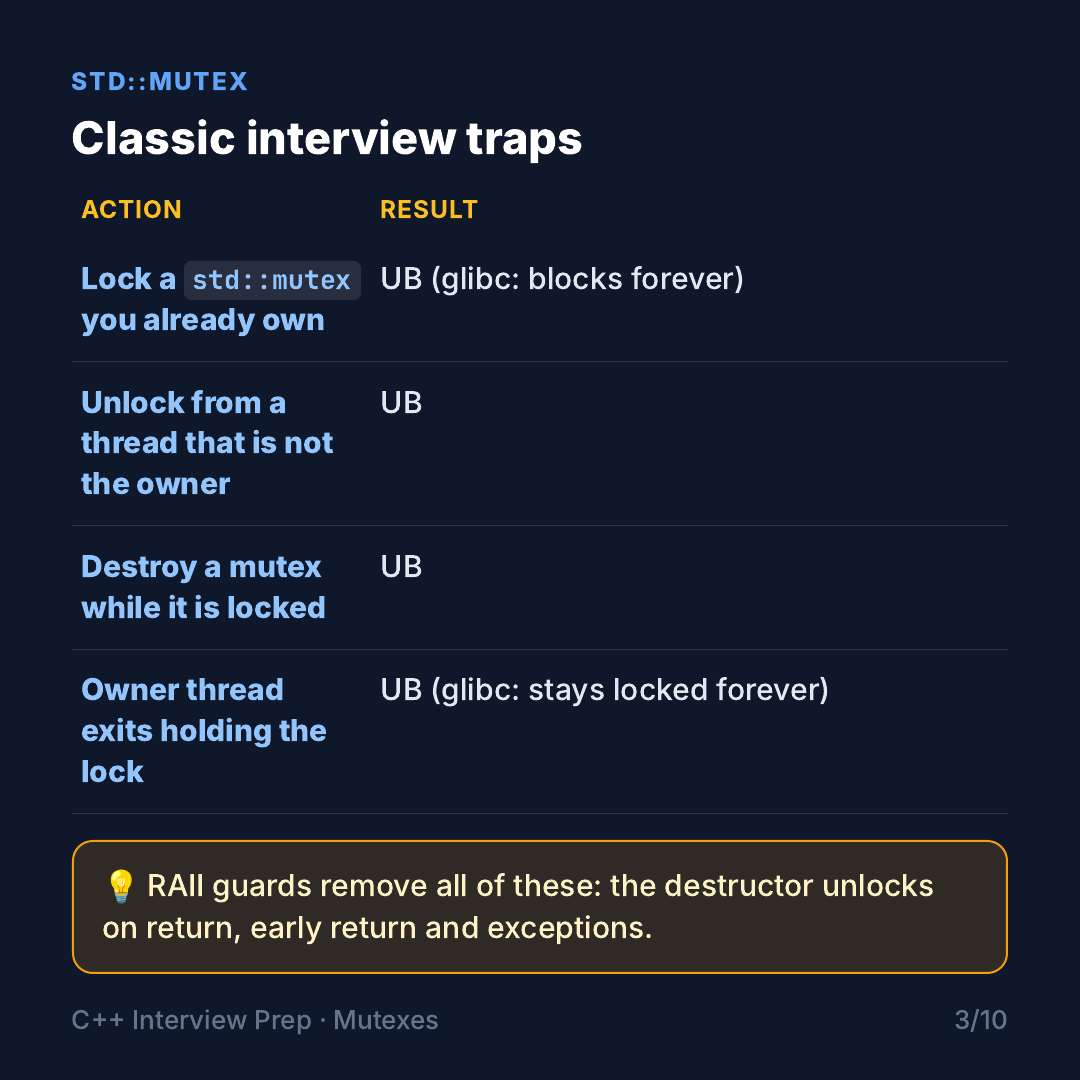 STD::MUTEX
Classic interview traps
ACTION RESULT
Lock a std::mutex UB (glibc: blocks forever)
you already own
Unlock from a UB
thread that is not
the owner
Destroy a mutex UB
while it is locked
Owner thread UB (glibc: stays locked forever)
exits holding the
lock
💡 RAII guards remove all of these: the destructor unlocks
on return, early return and exceptions.
C++ Interview Prep · Mutexes 3/10